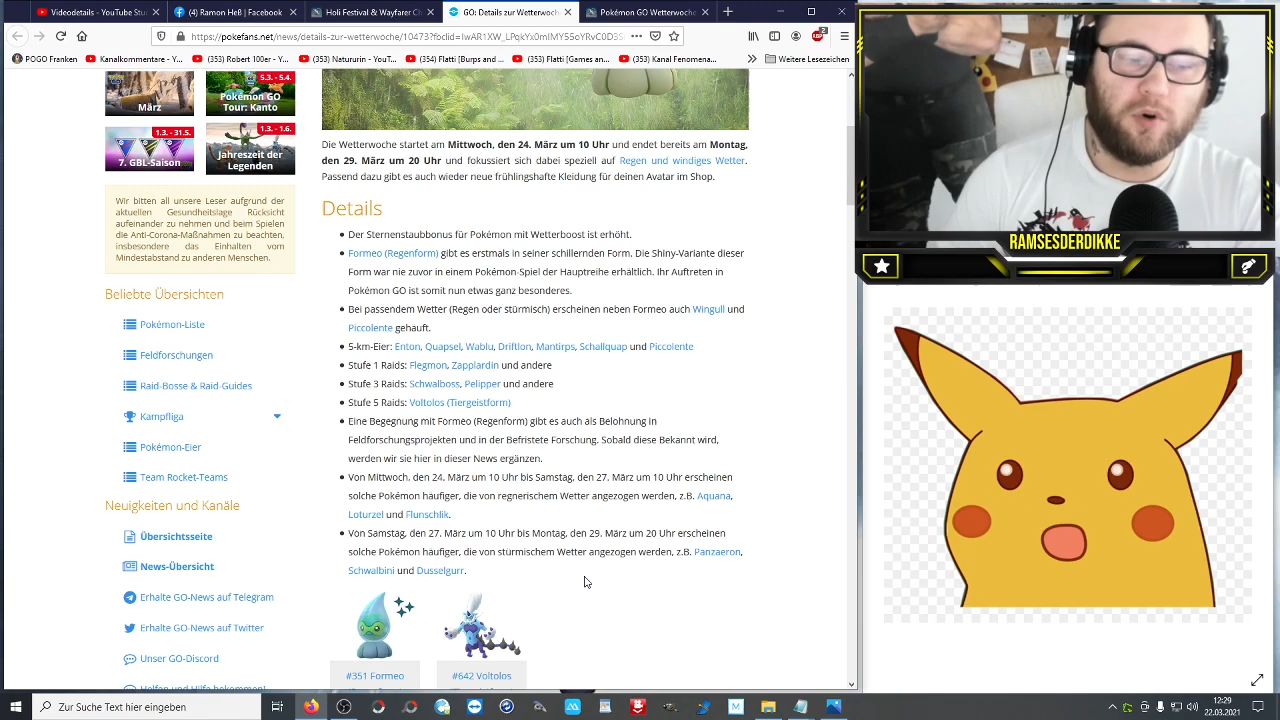 Videodetails – YouTube Stu
Ramon Heß | Facebook
Holi Festival & Wayfarer Ch
GO: Details zur Wetterwoch
Pokémon GO Wetterwoche
https://pokefans.net/news/details-zur-wetterwoche/10473?fbclid=IwAR1XW_
POGO Franken
Kanalkommentare - Y...
(353) Robert 100er - Y...
(353) Natururin - YouT...
(354) Flatti [Burps and ...
(353) Flatti [Games an...
(353) Kanal Fenomena...
Weitere Lesezeichen
März
5.3. - 5.4.
Pokémon GO
Tour: Kanto
1.3. - 31.5.
7. GBL-Saison
1.3. - 1.6.
Jahreszeit der
Legenden
Wir bitten all unsere Leser aufgrund der
aktuellen Gesundheitslage Rücksicht
aufeinander zu nehmen und beim Spielen
die Anti-Corona-Maßnahmen zu beachten,
insbesondere das Einhalten vom
Mindestabstand zu anderen Menschen.
Beliebte Übersichten
Pokémon-Liste
Feldforschungen
Raid-Bosse & Raid-Guides
Kampfliga
Pokémon-Eier
Team Rocket-Teams
Neuigkeiten und Kanäle
Übersichtsseite
News-Übersicht
Erhalte GO-News auf Telegram
Erhalte GO-News auf Twitter
Unser GO-Discord
Helfen und Hilfe bekommen!
Die Wetterwoche startet am Mittwoch, den 24. März um 10 Uhr und endet bereits am Montag,
den 29. März um 20 Uhr und fokussiert sich dabei speziell auf Regen und windiges Wetter.
Passend dazu gibt es auch wieder neue frühlingshafte Kleidung für deinen Avatar im Shop.
Details
Der Sternenstaubbonus für Pokémon mit Wetterboost ist erhöht.
Formeo (Regenform) gibt es erstmals in seiner schillernden Form. Die Shiny-Variante dieser
Form war nie zuvor in erem Pokémon-Spiel der Hauptreihe erhältlich. Ihr Auftreten in
Pokémon GO ist somit nun etwas ganz besonderes.
Bei passendem Wetter (Regen oder stürmisch) erscheinen neben Formeo auch Wingull und
Piccolente gehäuft.
5-km-Eier: Enton, Quapsel, Wablu, Driftlon, Mantirps, Schallquap und Piccolente
Stufe 1 Raids: Flegmon, Zapplardin und andere
Stufe 3 Raids: Schwalboss, Pelipper und andere
Stufe 5 Raids: Voltolos (Tiergeistform)
Eine Begegnung mit Formeo (Regenform) gibt es auch als Belohnung in
Feldforschungsprojekten und in der Befristete Forschung. Sobald diese Bekannt wird,
werden wir sie hier in dieser News ergänzen.
Von Mittwoch, den 24. März um 10 Uhr bis Samstag, den 27. März um 10 Uhr erscheinen
solche Pokémon häufiger, die von regnerischem Wetter angezogen werden, z.B. Aquana,
Loturzel und Flunschlik.
Von Samstag, den 27. März um 10 Uhr bis Montag, den 29. März um 20 Uhr erscheinen
solche Pokémon häufiger, die von stürmischem Wetter angezogen werden, z.B. Panzaeron,
Schwalbini und Dusselgurr.
#351 Formeo
#642 Voltolos
RAMSESDERDIKKE
Zur Suche Text hier eingeben
12:29
22.03.2021